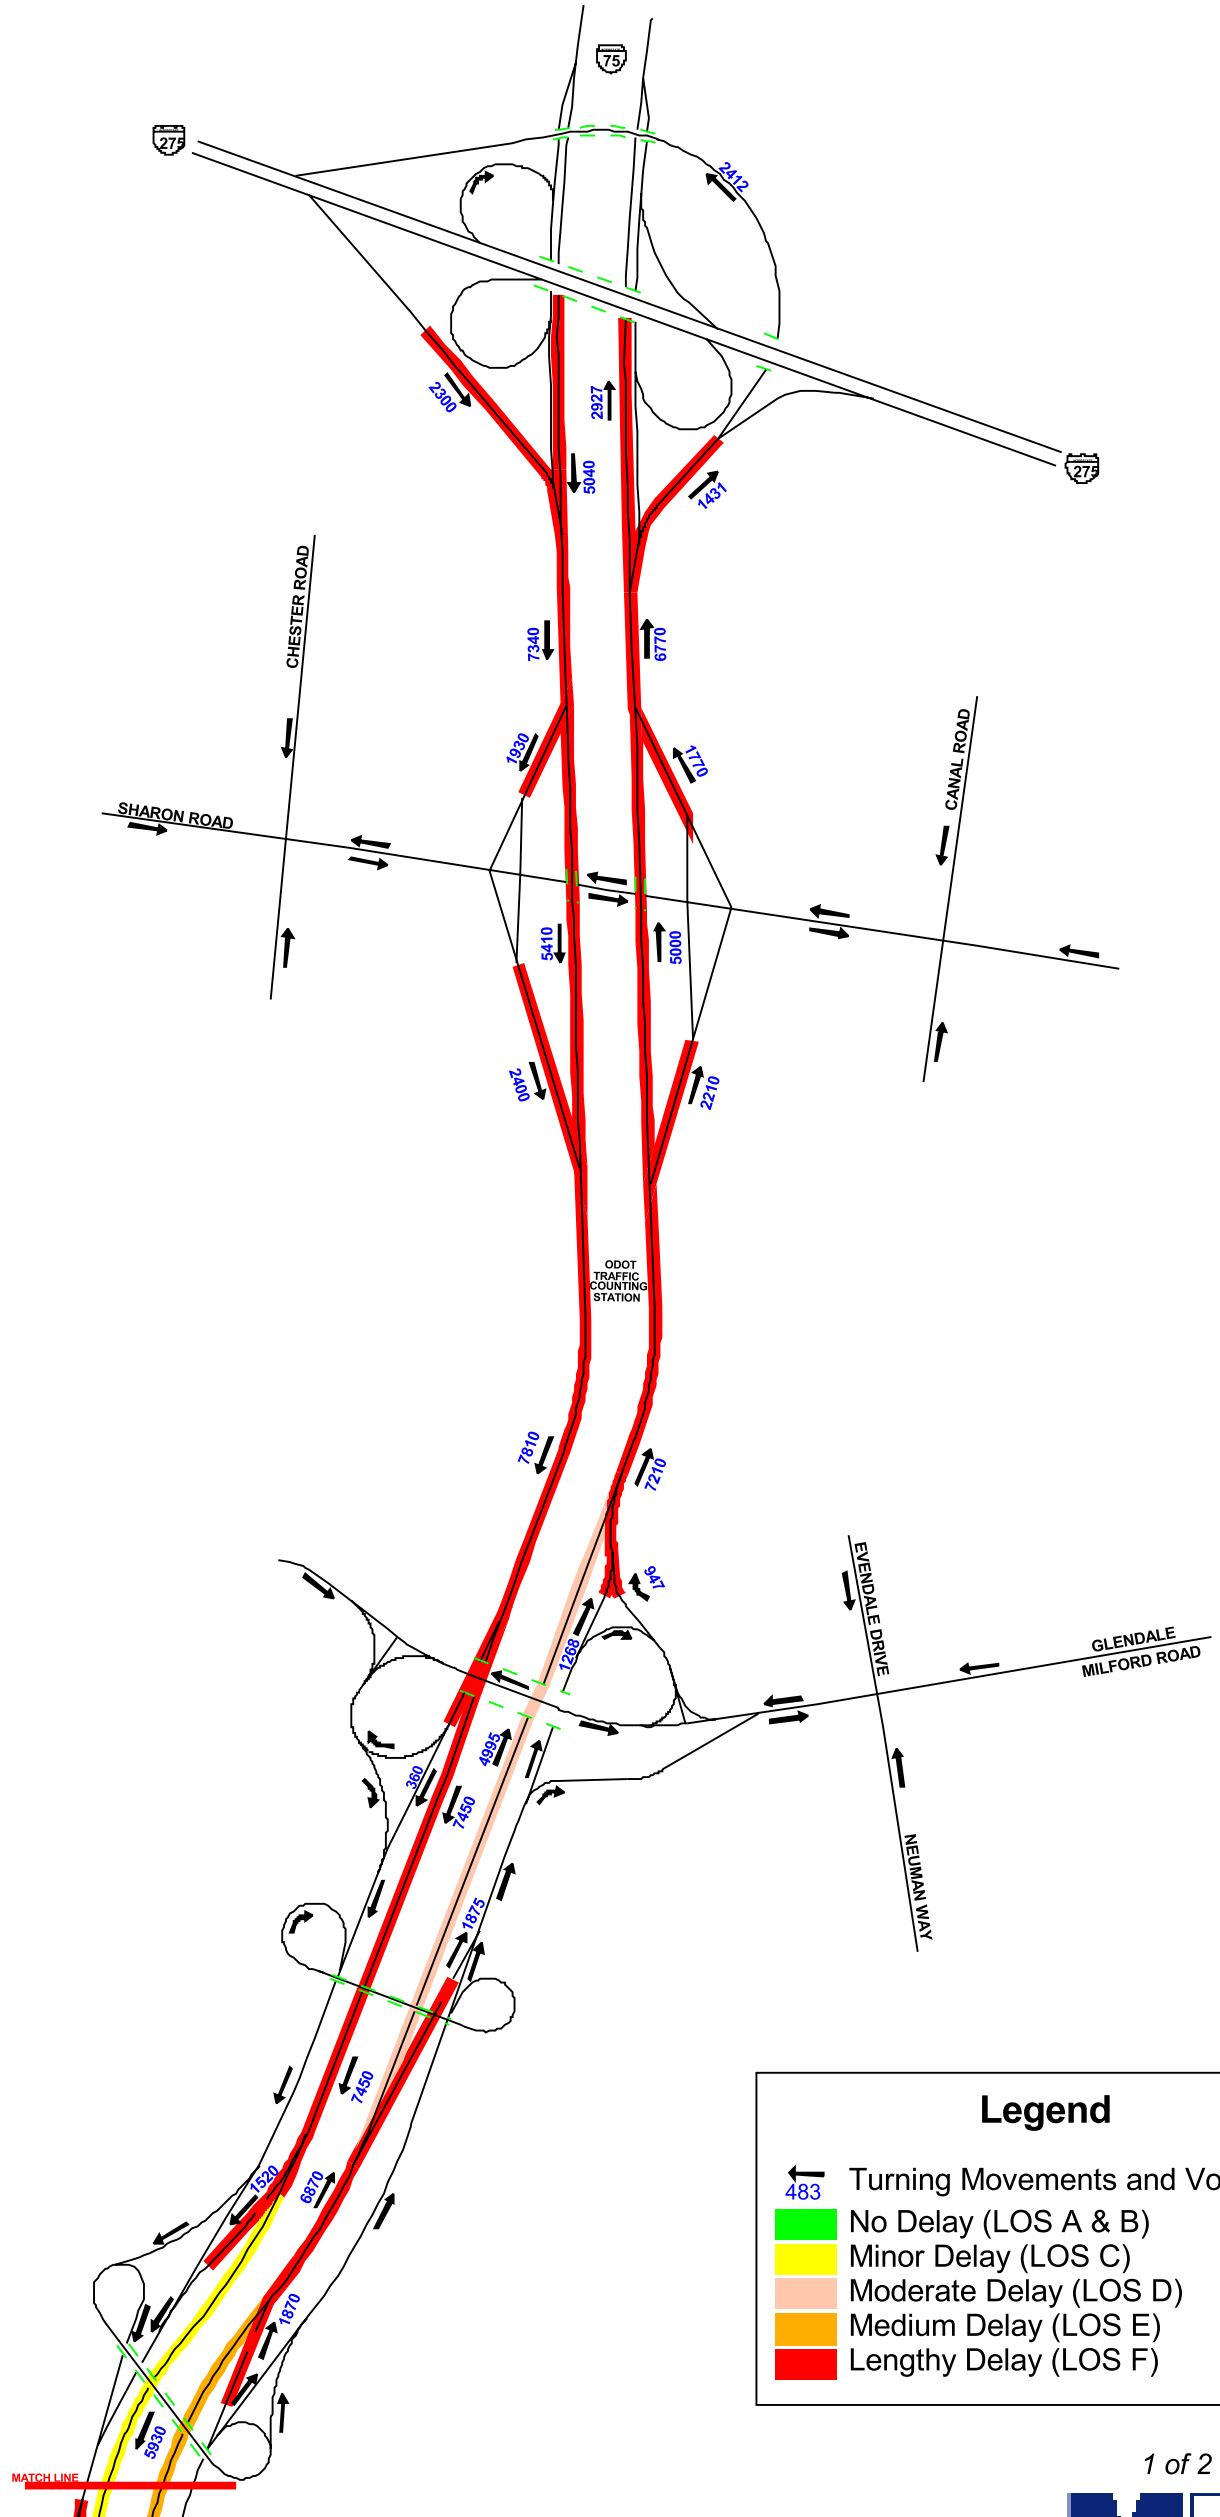 75
275
2412
2300
2927
5040
1431
275
CHESTER ROAD
7340
6770
1930
1770
CANAL ROAD
SHARON ROAD
5410
5000
2400
2210
ODOT
TRAFFIC
COUNTING
STATION
7810
7210
947
EVENDALE DRIVE
1268
GLENDALE
MILFORD ROAD
4995
360
7450
NEUMAN WAY
1875
7450
1520
6870
1870
5930
MATCH LINE
Legend
483
Turning Movements and Vo
No Delay (LOS A & B)
Minor Delay (LOS C)
Moderate Delay (LOS D)
Medium Delay (LOS E)
Lengthy Delay (LOS F)
1 of 2